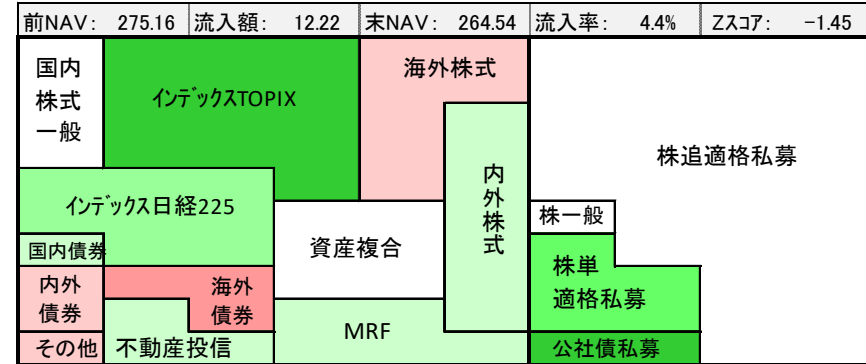 前NAV: 275.16 流入額: 12.22 末NAV: 264.54 流入率: 4.4% Zｽｺｱ: -1.45
国内
株式
一般
ｲﾝﾃﾞｯｸｽTOPIX
海外株式
株追適格私募
内外株式
ｲﾝﾃﾞｯｸｽ日経225
株一般
国内債券
資産複合
株単
適格私募
内外
債券
海外
債券
その他
不動産投信
MRF
公社債私募